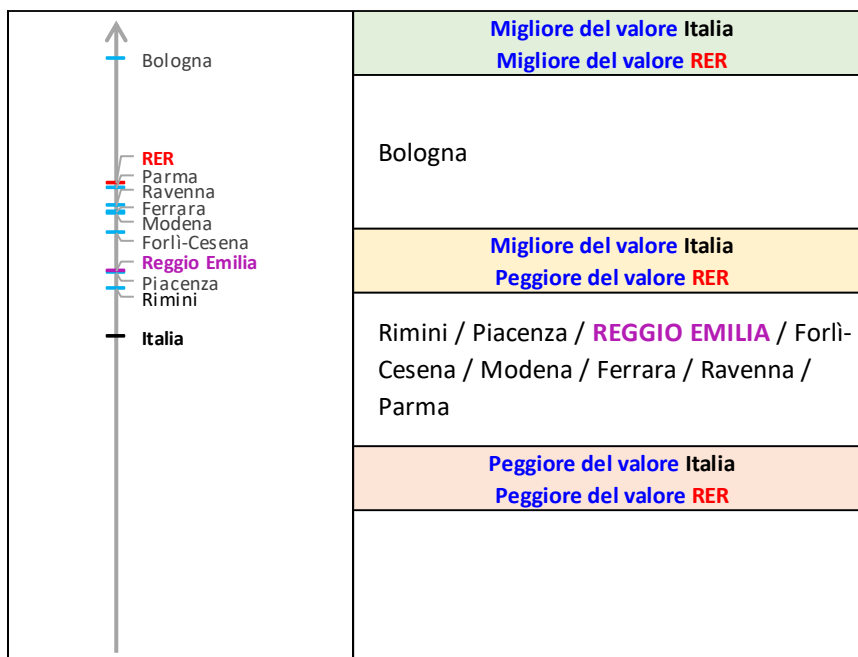 Bologna
RER
Parma
Ravenna
Ferrara
Modena
Forlì-Cesena
Reggio Emilia
Piacenza
Rimini
Italia
Migliore del valore Italia
Migliore del valore RER
Bologna
Migliore del valore Italia
Peggiore del valore RER
Rimini / Piacenza / REGGIO EMILIA / Forlì-
Cesena / Modena / Ferrara / Ravenna /
Parma
Peggiore del valore Italia
Peggiore del valore RER